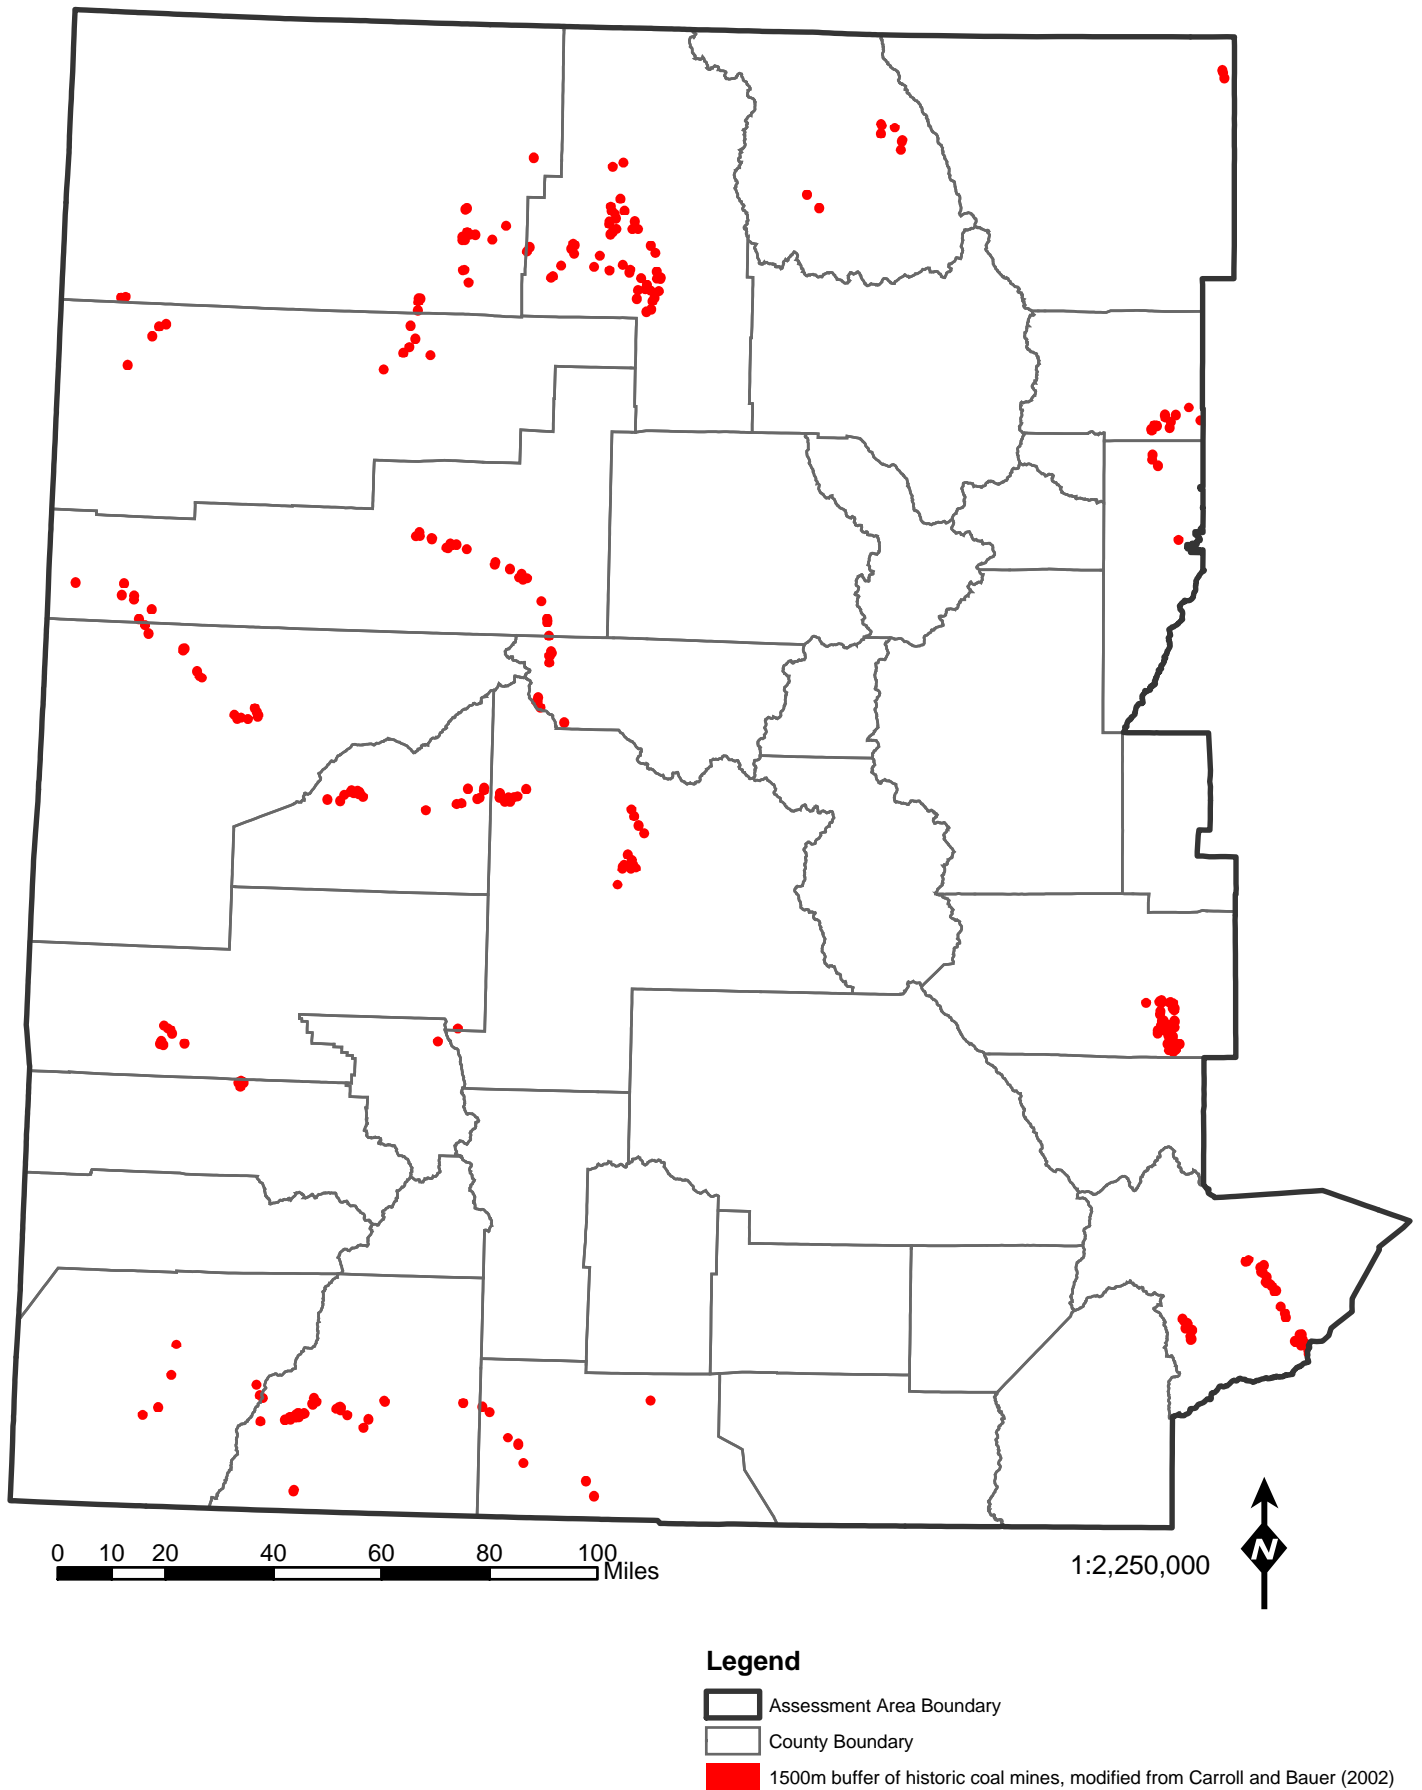 0 10 20 40 60 80 100
Miles
1:2,250,000
N
Legend
Assessment Area Boundary
County Boundary
1500m buffer of historic coal mines, modified from Carroll and Bauer (2002)